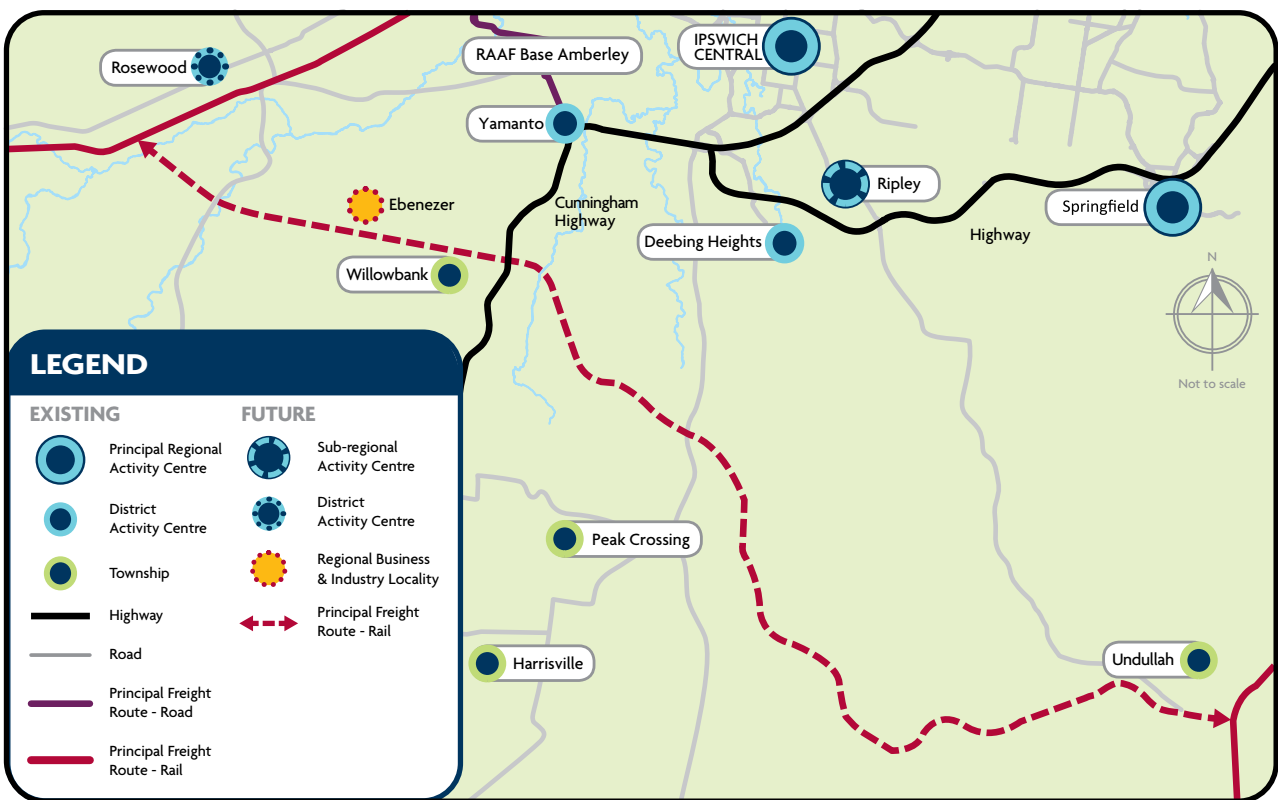 Rosewood
RAAF Base Amberley
IPSWICH
CENTRAL
Yamanto
Ripley
Ebenezer
Cunningham
Highway
Springfield
Deebing Heights
Highway
Willowbank
N
Not to scale
LEGEND
EXISTING
Principal Regional
Activity Centre
District
Activity Centre
Township
Highway
Road
Principal Freight
Route - Road
Principal Freight
Route - Rail
FUTURE
Sub-regional
Activity Centre
District
Activity Centre
Regional Business
& Industry Locality
Principal Freight
Route - Rail
Peak Crossing
Harrisville
Undullah